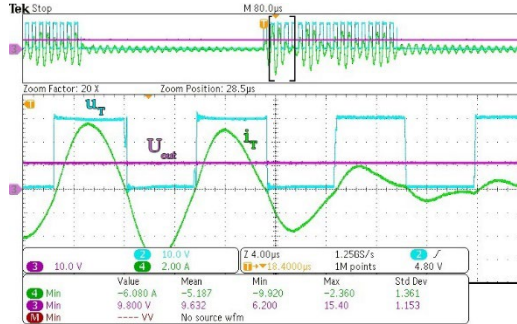 Tek Stop M 80.0µs
Zoom Factor: 20 X Zoom Position: 28.5µs
u_T
U_out
i_T
2 10.0 V Z 4.00µs 1.25GS/s 2
3 10.0 V 4 2.00 A T→▼18.4000µs 1M points 4.80 V
Value Mean Min Max Std Dev
4 Min −6.080 A −5.187 −9.920 −2.360 1.361
3 Min 9.800 V 9.632 6.200 15.40 1.153
M Min ---- VV No source wfm